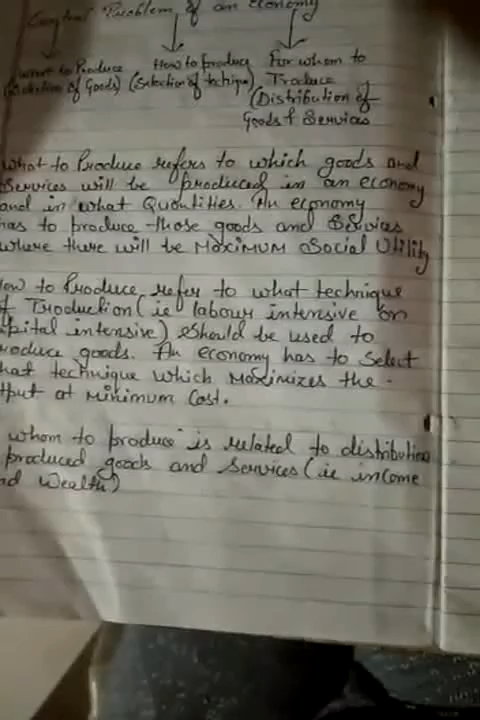 Central Problem of an economy
What to Produce How to produce For whom to
(Selection of Goods) (Selection of techique) Produce
(Distribution of
Goods & Services
What to Produce refers to which goods and
Services will be produced in an economy
and in what Quantities. An economy
has to produce those goods and Services
where there will be Maximum Social Utility
How to Produce refer to what technique
of Production (ie labour intensive or
capital intensive) should be used to
produce goods. An economy has to select
that technique which Maximizes the
output at Minimum Cost.
whom to produce is related to distribution
produced goods and services (ie income
and Wealth)